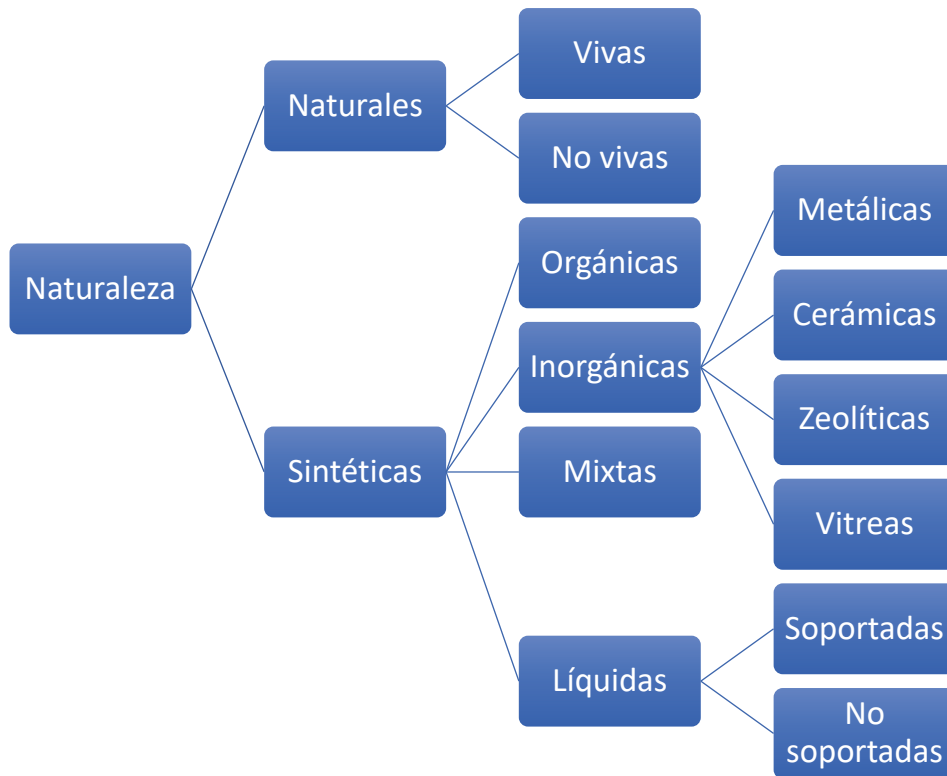 Naturaleza
Naturales
Vivas
No vivas
Sintéticas
Orgánicas
Inorgánicas
Metálicas
Cerámicas
Zeolíticas
Vitreas
Mixtas
Líquidas
Soportadas
No
soportadas